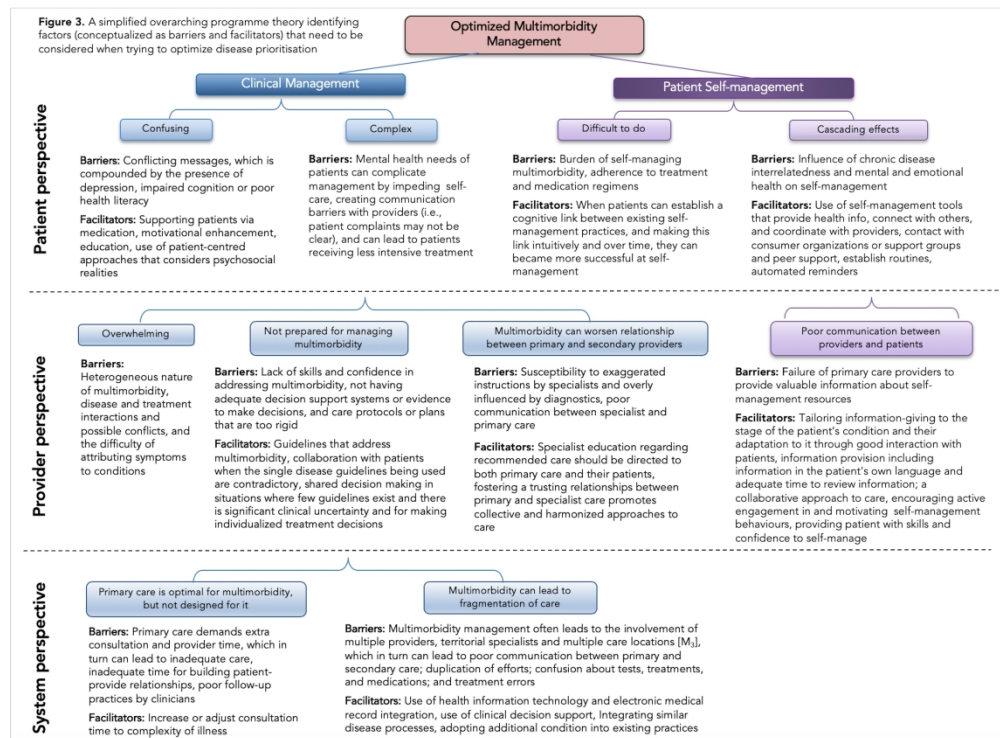 Figure 3. A simplified overarching programme theory identifying
factors (conceptualized as barriers and facilitators) that need to be
considered when trying to optimize disease prioritisation
Optimized Multimorbidity
Management
Clinical Management
Patient Self-management
Patient perspective
Confusing
Barriers: Conflicting messages, which is
compounded by the presence of
depression, impaired cognition or poor
health literacy
Facilitators: Supporting patients via
medication, motivational enhancement,
education, use of patient-centred
approaches that considers psychosocial
realities
Complex
Barriers: Mental health needs of
patients can complicate
management by impeding self-
care, creating communication
barriers with providers (i.e.,
patient complaints may not be
clear), and can lead to patients
receiving less intensive treatment
Difficult to do
Barriers: Burden of self-managing
multimorbidity, adherence to treatment
and medication regimens
Facilitators: When patients can establish a
cognitive link between existing self-
management practices, and making this
link intuitively and over time, they can
became more successful at self-
management
Cascading effects
Barriers: Influence of chronic disease
interrelatedness and mental and emotional
health on self-management
Facilitators: Use of self-management tools
that provide health info, connect with others,
and coordinate with providers, contact with
consumer organizations or support groups
and peer support, establish routines,
automated reminders
Provider perspective
Overwhelming
Barriers:
Heterogeneous nature
of multimorbidity,
disease and treatment
interactions and
possible conflicts, and
the difficulty of
attributing symptoms
to conditions
Not prepared for managing
multimorbidity
Barriers: Lack of skills and confidence in
addressing multimorbidity, not having
adequate decision support systems or evidence
to make decisions, and care protocols or plans
that are too rigid
Facilitators: Guidelines that address
multimorbidity, collaboration with patients
when the single disease guidelines being used
are contradictory, shared decision making in
situations where few guidelines exist and there
is significant clinical uncertainty and for making
individualized treatment decisions
Multimorbidity can worsen relationship
between primary and secondary providers
Barriers: Susceptibility to exaggerated
instructions by specialists and overly
influenced by diagnostics, poor
communication between specialist and
primary care
Facilitators: Specialist education regarding
recommended care should be directed to
both primary care and their patients,
fostering a trusting relationships between
primary and specialist care promotes
collective and harmonized approaches to
care
Poor communication between
providers and patients
Barriers: Failure of primary care providers to
provide valuable information about self-
management resources
Facilitators: Tailoring information-giving to the
stage of the patient's condition and their
adaptation to it through good interaction with
patients, information provision including
information in the patient's own language and
adequate time to review information; a
collaborative approach to care, encouraging active
engagement in and motivating self-management
behaviours, providing patient with skills and
confidence to self-manage
System perspective
Primary care is optimal for multimorbidity,
but not designed for it
Barriers: Primary care demands extra
consultation and provider time, which in
turn can lead to inadequate care,
inadequate time for building patient-
provide relationships, poor follow-up
practices by clinicians
Facilitators: Increase or adjust consultation
time to complexity of illness
Multimorbidity can lead to
fragmentation of care
Barriers: Multimorbidity management often leads to the involvement of
multiple providers, territorial specialists and multiple care locations [M₃],
which in turn can lead to poor communication between primary and
secondary care; duplication of efforts; confusion about tests, treatments,
and medications; and treatment errors
Facilitators: Use of health information technology and electronic medical
record integration, use of clinical decision support, Integrating similar
disease processes, adopting additional condition into existing practices